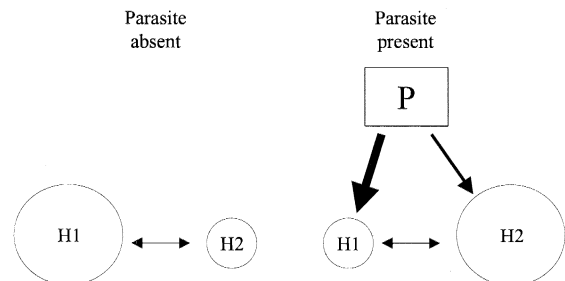 Parasite
absent
Parasite
present
P
H1
H2
H1
H2